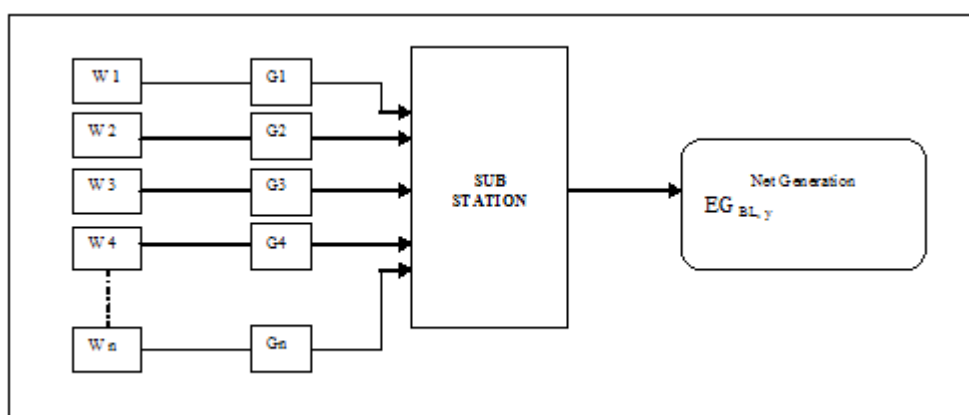 W 1
G1
W 2
G2
W 3
G3
W 4
G4
W n
Gn
SUB
STATION
Net Generation
EG BL, y